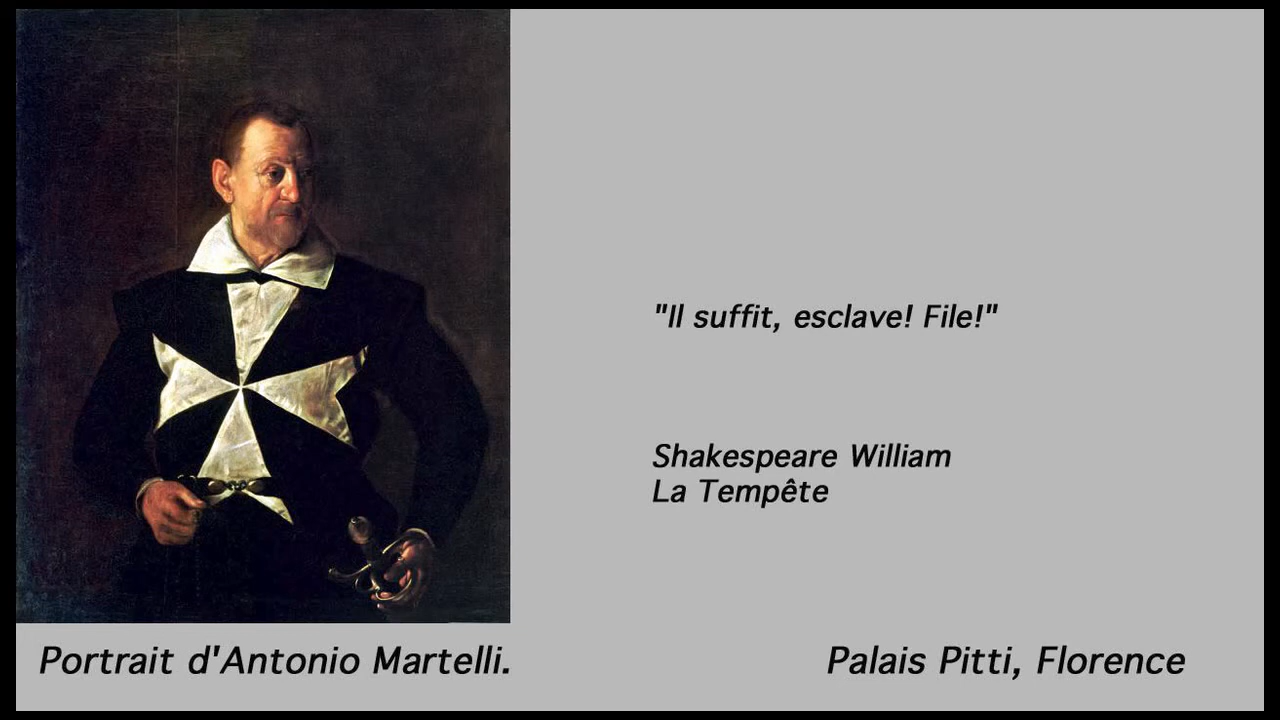 "Il suffit, esclave! File!"
Shakespeare William
La Tempête
Portrait d'Antonio Martelli.
Palais Pitti, Florence